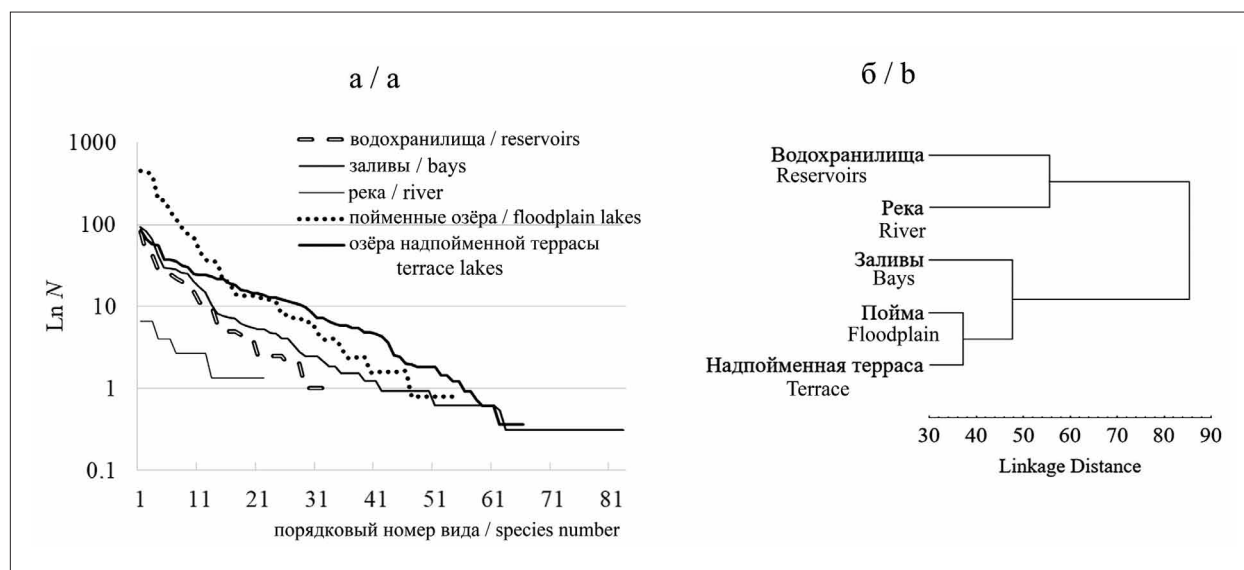 а / a
1000
100
10
1
0.1
Ln N
1
11
21
31
41
51
61
71
81
порядковый номер вида / species number
водохранилища / reservoirs
заливы / bays
река / river
пойменные озёра / floodplain lakes
озёра надпойменной террасы
terrace lakes
б / b
Водохранилища
Reservoirs
Река
River
Заливы
Bays
Пойма
Floodplain
Надпойменная терраса
Terrace
30 40 50 60 70 80 90
Linkage Distance